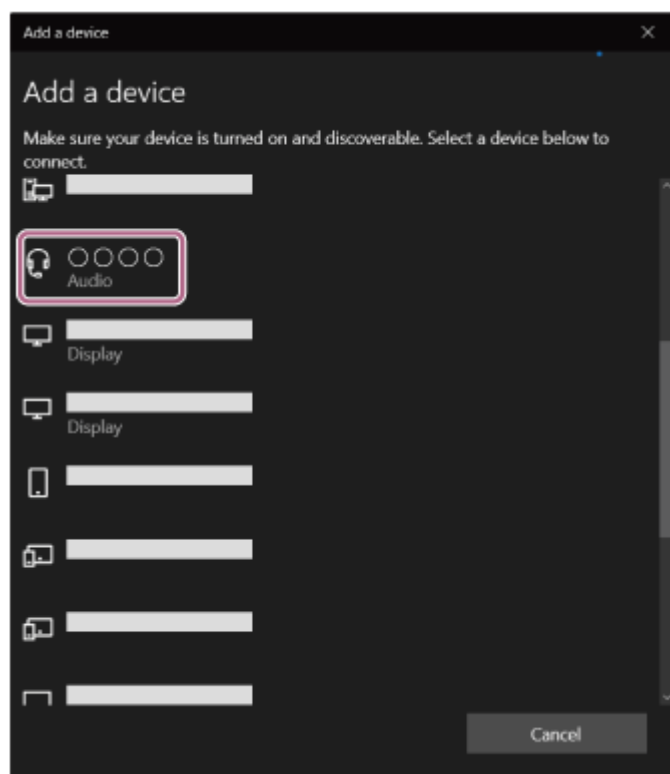 Add a device
Add a device
Make sure your device is turned on and discoverable. Select a device below to
connect.
○○○○
Audio
Display
Display
Cancel